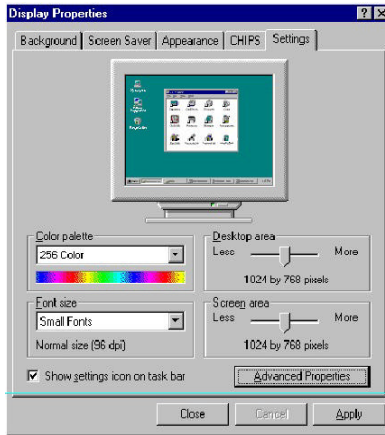 Display Properties
Background Screen Saver Appearance CHIPS Settings
Color palette
256 Color
Desktop area
Less More
1024 by 768 pixels
Font size
Small Fonts
Normal size (96 dpi)
Screen area
Less More
1024 by 768 pixels
Show settings icon on task bar
Advanced Properties
Close Cancel Apply